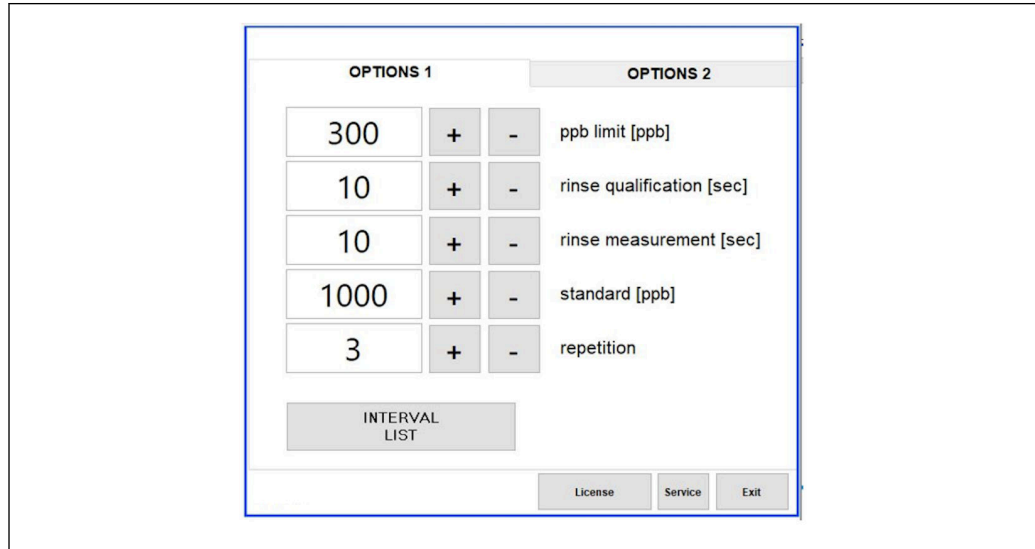 OPTIONS 1 OPTIONS 2
300 + - ppb limit [ppb]
10 + - rinse qualification [sec]
10 + - rinse measurement [sec]
1000 + - standard [ppb]
3 + - repetition
INTERVAL
LIST
License Service Exit